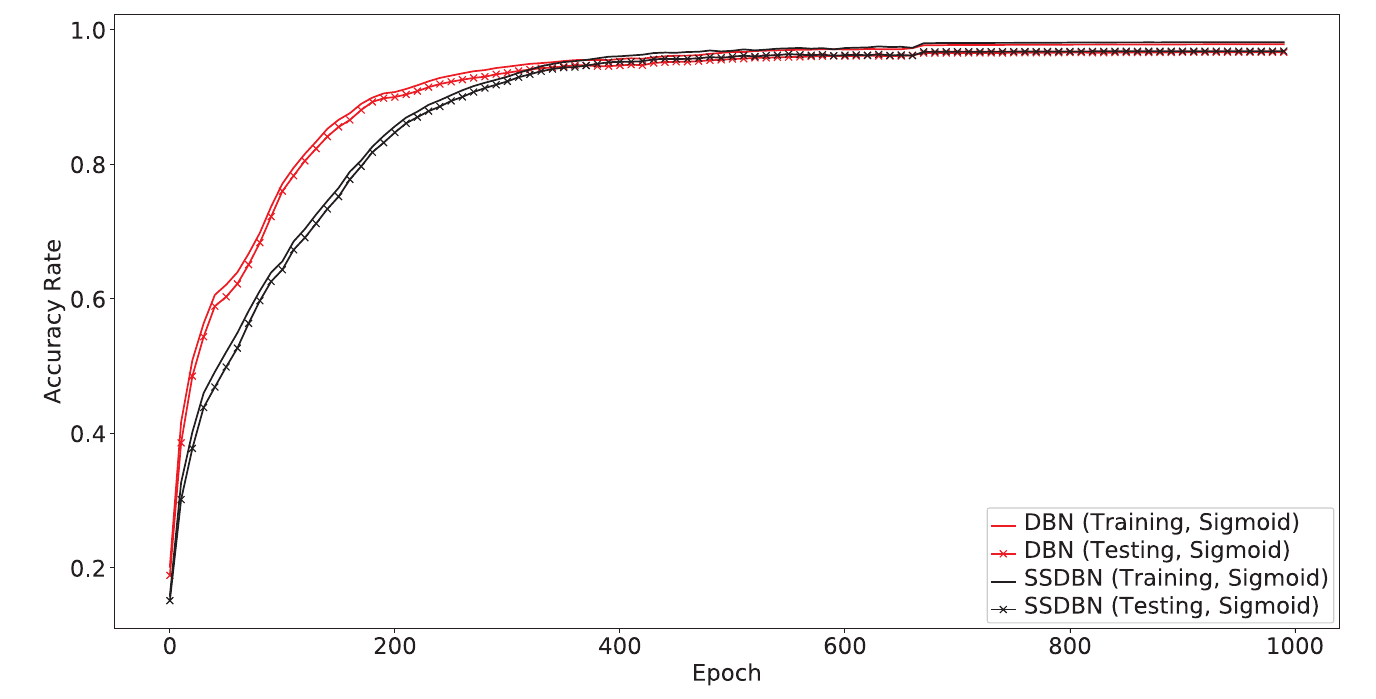 1.0
0.8
0.6
0.4
0.2
Accuracy Rate
0
200
400
600
800
1000
Epoch
DBN (Training, Sigmoid)
DBN (Testing, Sigmoid)
SSDBN (Training, Sigmoid)
SSDBN (Testing, Sigmoid)